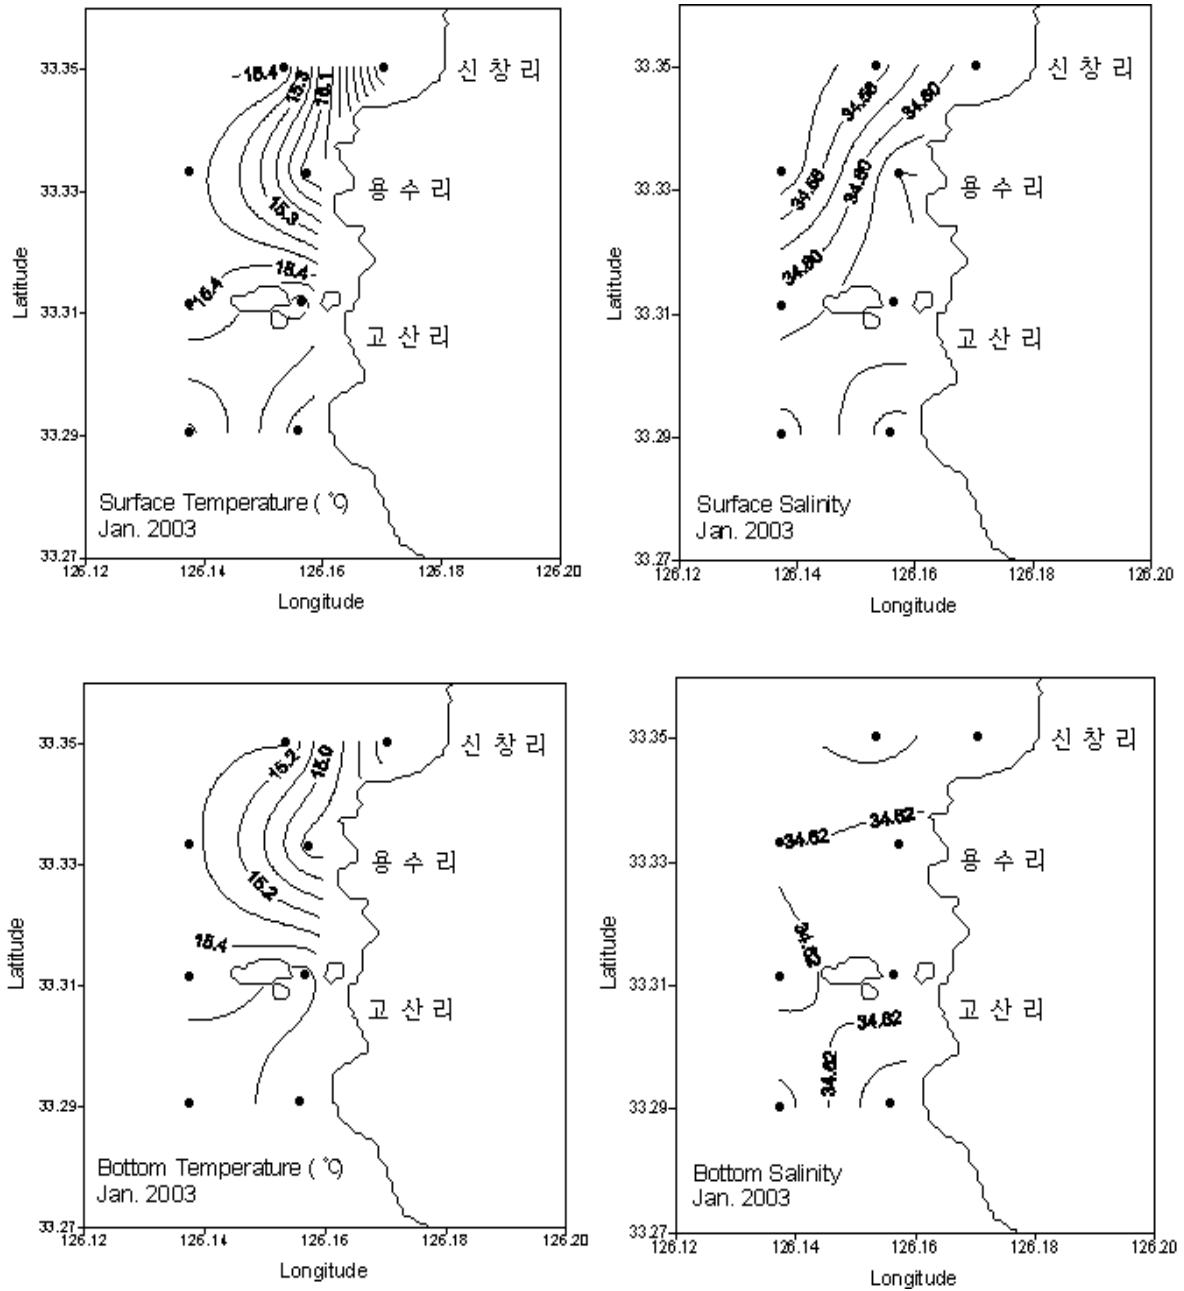 33.35
33.33
33.31
33.29
33.27
Latitude
15.4
15.3
15.1
15.3
15.4
15.4
신 창 리
용 수 리
고 산 리
Surface Temperature ( ℃)
Jan. 2003
126.12 126.14 126.16 126.18 126.20
Longitude
33.35
33.33
33.31
33.29
33.27
Latitude
34.56
34.60
34.56
34.60
34.60
신 창 리
용 수 리
고 산 리
Surface Salinity
Jan. 2003
126.12 126.14 126.16 126.18 126.20
Longitude
33.35
33.33
33.31
33.29
33.27
Latitude
15.2
15.0
15.2
15.4
신 창 리
용 수 리
고 산 리
Bottom Temperature ( ℃)
Jan. 2003
126.12 126.14 126.16 126.18 126.20
Longitude
33.35
33.33
33.31
33.29
33.27
Latitude
34.62
34.62
34.62
34.62
34.62
신 창 리
용 수 리
고 산 리
Bottom Salinity
Jan. 2003
126.12 126.14 126.16 126.18 126.20
Longitude